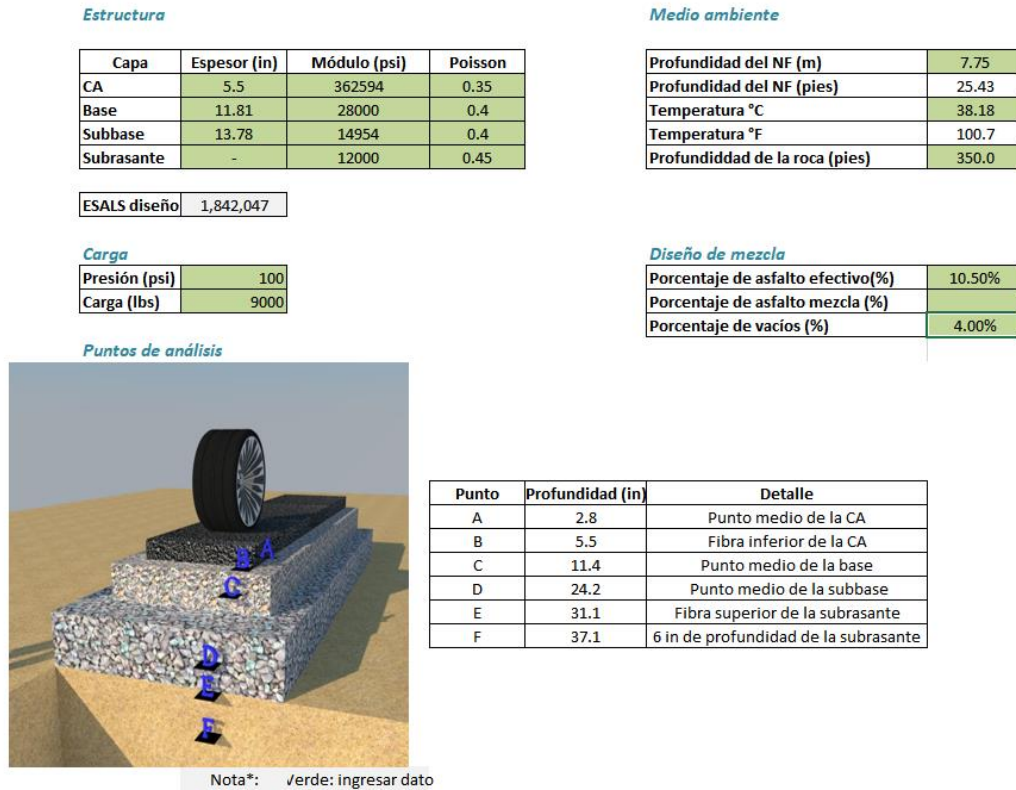 Estructura
Capa Espesor (in) Módulo (psi) Poisson
CA 5.5 362594 0.35
Base 11.81 28000 0.4
Subbase 13.78 14954 0.4
Subrasante - 12000 0.45
ESALS diseño 1,842,047
Medio ambiente
Profundidad del NF (m) 7.75
Profundidad del NF (pies) 25.43
Temperatura °C 38.18
Temperatura °F 100.7
Profundiddad de la roca (pies) 350.0
Carga
Presión (psi) 100
Carga (lbs) 9000
Diseño de mezcla
Porcentaje de asfalto efectivo(%) 10.50%
Porcentaje de asfalto mezcla (%)
Porcentaje de vacíos (%) 4.00%
Puntos de análisis
A
B
C
D
E
F
Punto Profundidad (in) Detalle
A 2.8 Punto medio de la CA
B 5.5 Fibra inferior de la CA
C 11.4 Punto medio de la base
D 24.2 Punto medio de la subbase
E 31.1 Fibra superior de la subrasante
F 37.1 6 in de profundidad de la subrasante
Nota*: Verde: ingresar dato